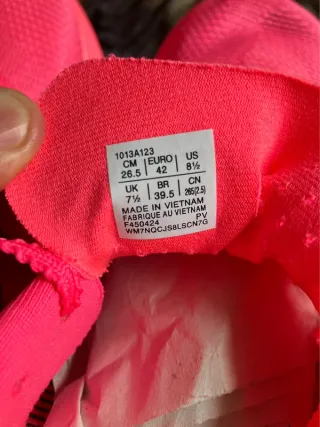 1013A123
CM | EURO | US
26.5 | 42 | 8½
UK | BR | CN
7½ | 39.5 | 265(2.5)
MADE IN VIETNAM
FABRIQUE AU VIETNAM
F450424 PV
WM7NQCJS8LSCN7G